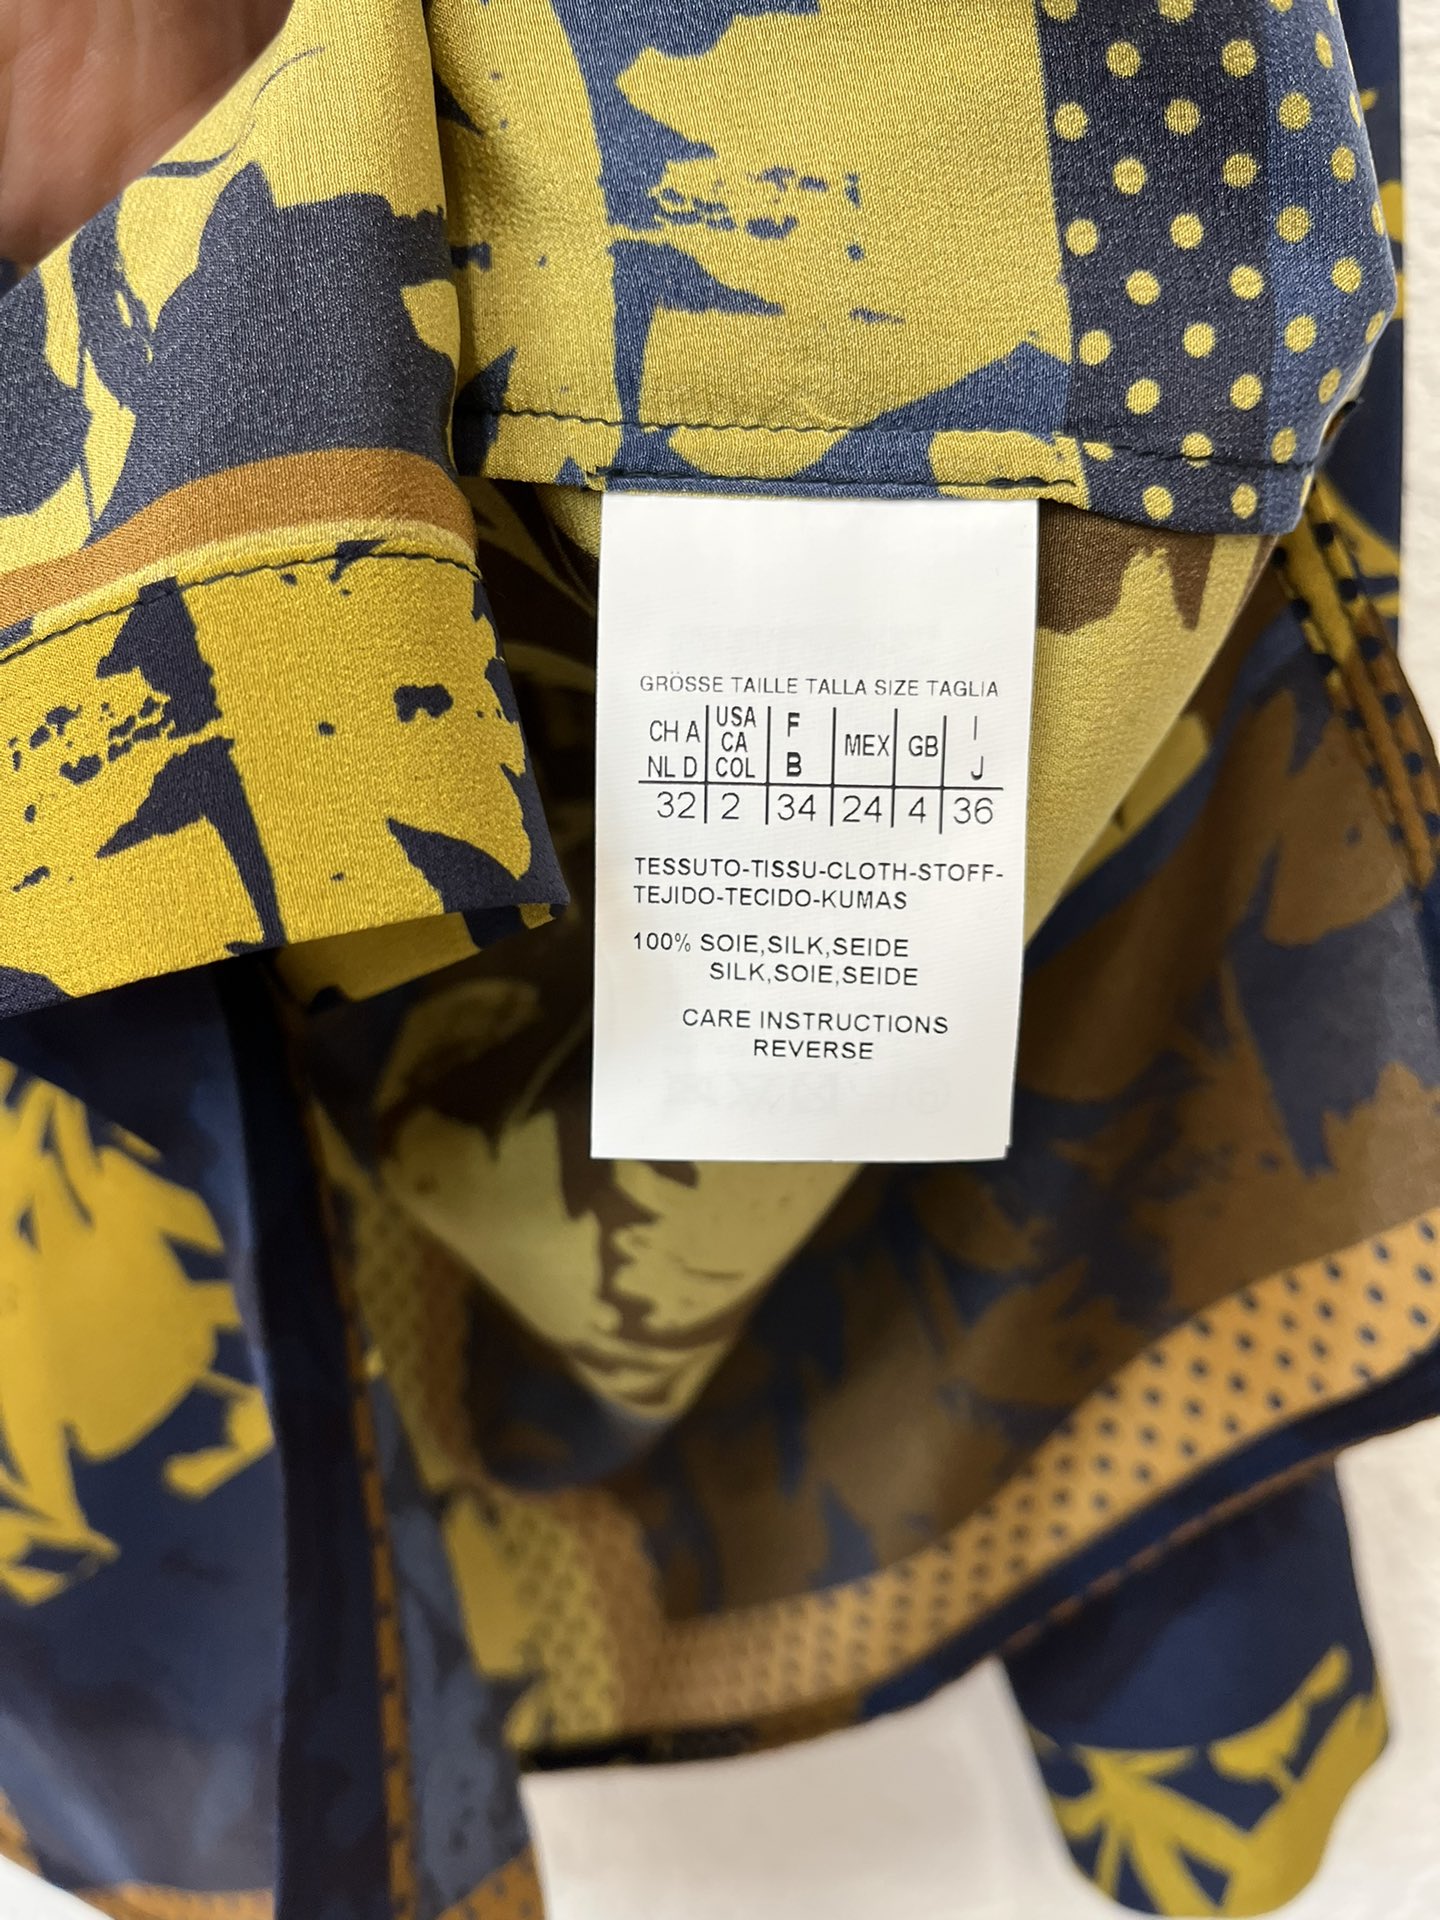 GRÖSSE TAILLE TALLA SIZE TAGLIA
CH A USA F MEX GB I
NL D CA B J
COL
32 2 34 24 4 36
TESSUTO-TISSU-CLOTH-STOFF-
TEJIDO-TECIDO-KUMAS
100% SOIE,SILK,SEIDE
SILK,SOIE,SEIDE
CARE INSTRUCTIONS
REVERSE